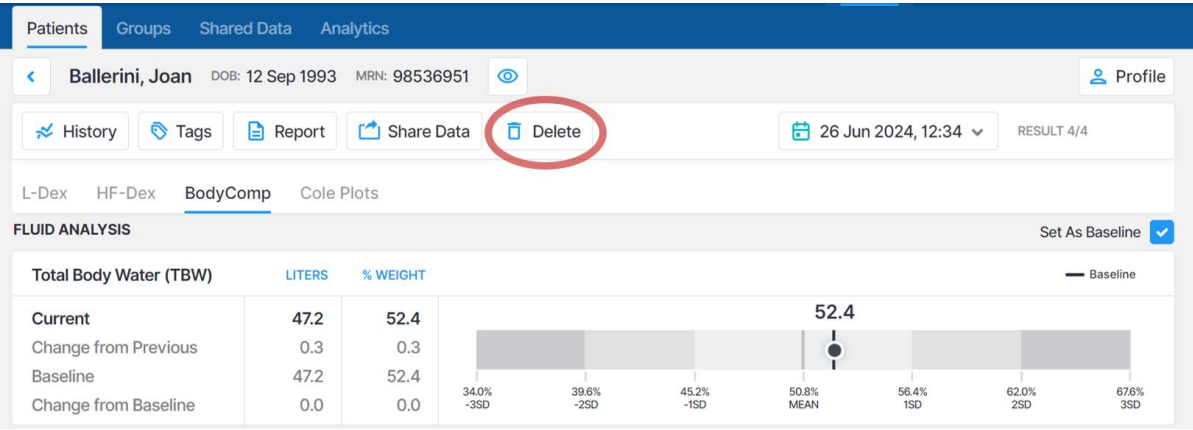 Patients Groups Shared Data Analytics
Ballerini, Joan DOB: 12 Sep 1993 MRN: 98536951 Profile
History Tags Report Share Data Delete 26 Jun 2024, 12:34 RESULT 4/4
L-Dex HF-Dex BodyComp Cole Plots
FLUID ANALYSIS Set As Baseline
Total Body Water (TBW) LITERS % WEIGHT Baseline
Current 47.2 52.4 52.4
Change from Previous 0.3 0.3
Baseline 47.2 52.4
Change from Baseline 0.0 0.0
34.0% 39.6% 45.2% 50.8% 56.4% 62.0% 67.6%
-3SD -2SD -1SD MEAN 1SD 2SD 3SD